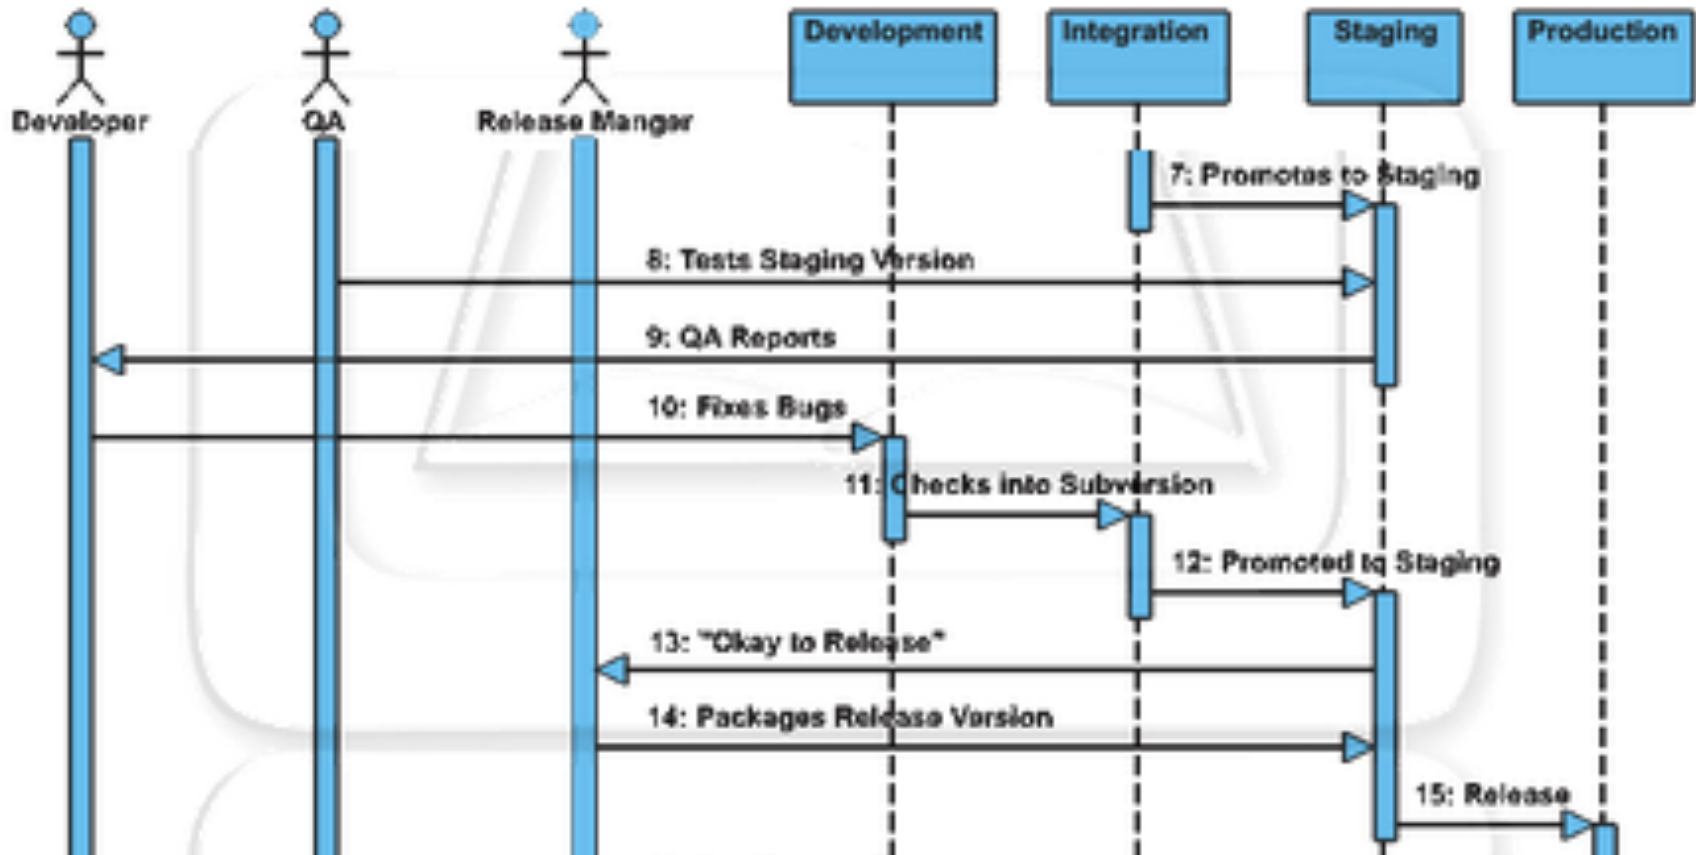 Developer
QA
Release Manger
Development
Integration
Staging
Production
7: Promotes to Staging
8: Tests Staging Version
9: QA Reports
10: Fixes Bugs
11: Checks into Subversion
12: Promoted to Staging
13: "Okay to Release"
14: Packages Release Version
15: Release